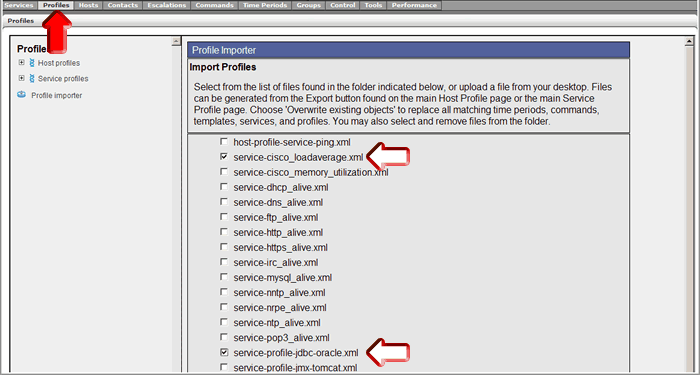 Services Profiles Hosts Contacts Escalations Commands Time Periods Groups Control Tools Performance
Profiles
Profiles
Host profiles
Service profiles
Profile importer
Profile Importer
Import Profiles
Select from the list of files found in the folder indicated below, or upload a file from your desktop. Files
can be generated from the Export button found on the main Host Profile page or the main Service
Profile page. Choose 'Overwrite existing objects' to replace all matching time periods, commands,
templates, services, and profiles. You may also select and remove files from the folder.
host-profile-service-ping.xml
service-cisco_loadaverage.xml
service-cisco_memory_utilization.xml
service-dhcp_alive.xml
service-dns_alive.xml
service-ftp_alive.xml
service-http_alive.xml
service-https_alive.xml
service-irc_alive.xml
service-mysql_alive.xml
service-nntp_alive.xml
service-nrpe_alive.xml
service-ntp_alive.xml
service-pop3_alive.xml
service-profile-jdbc-oracle.xml
service-profile-jmx-tomcat.xml